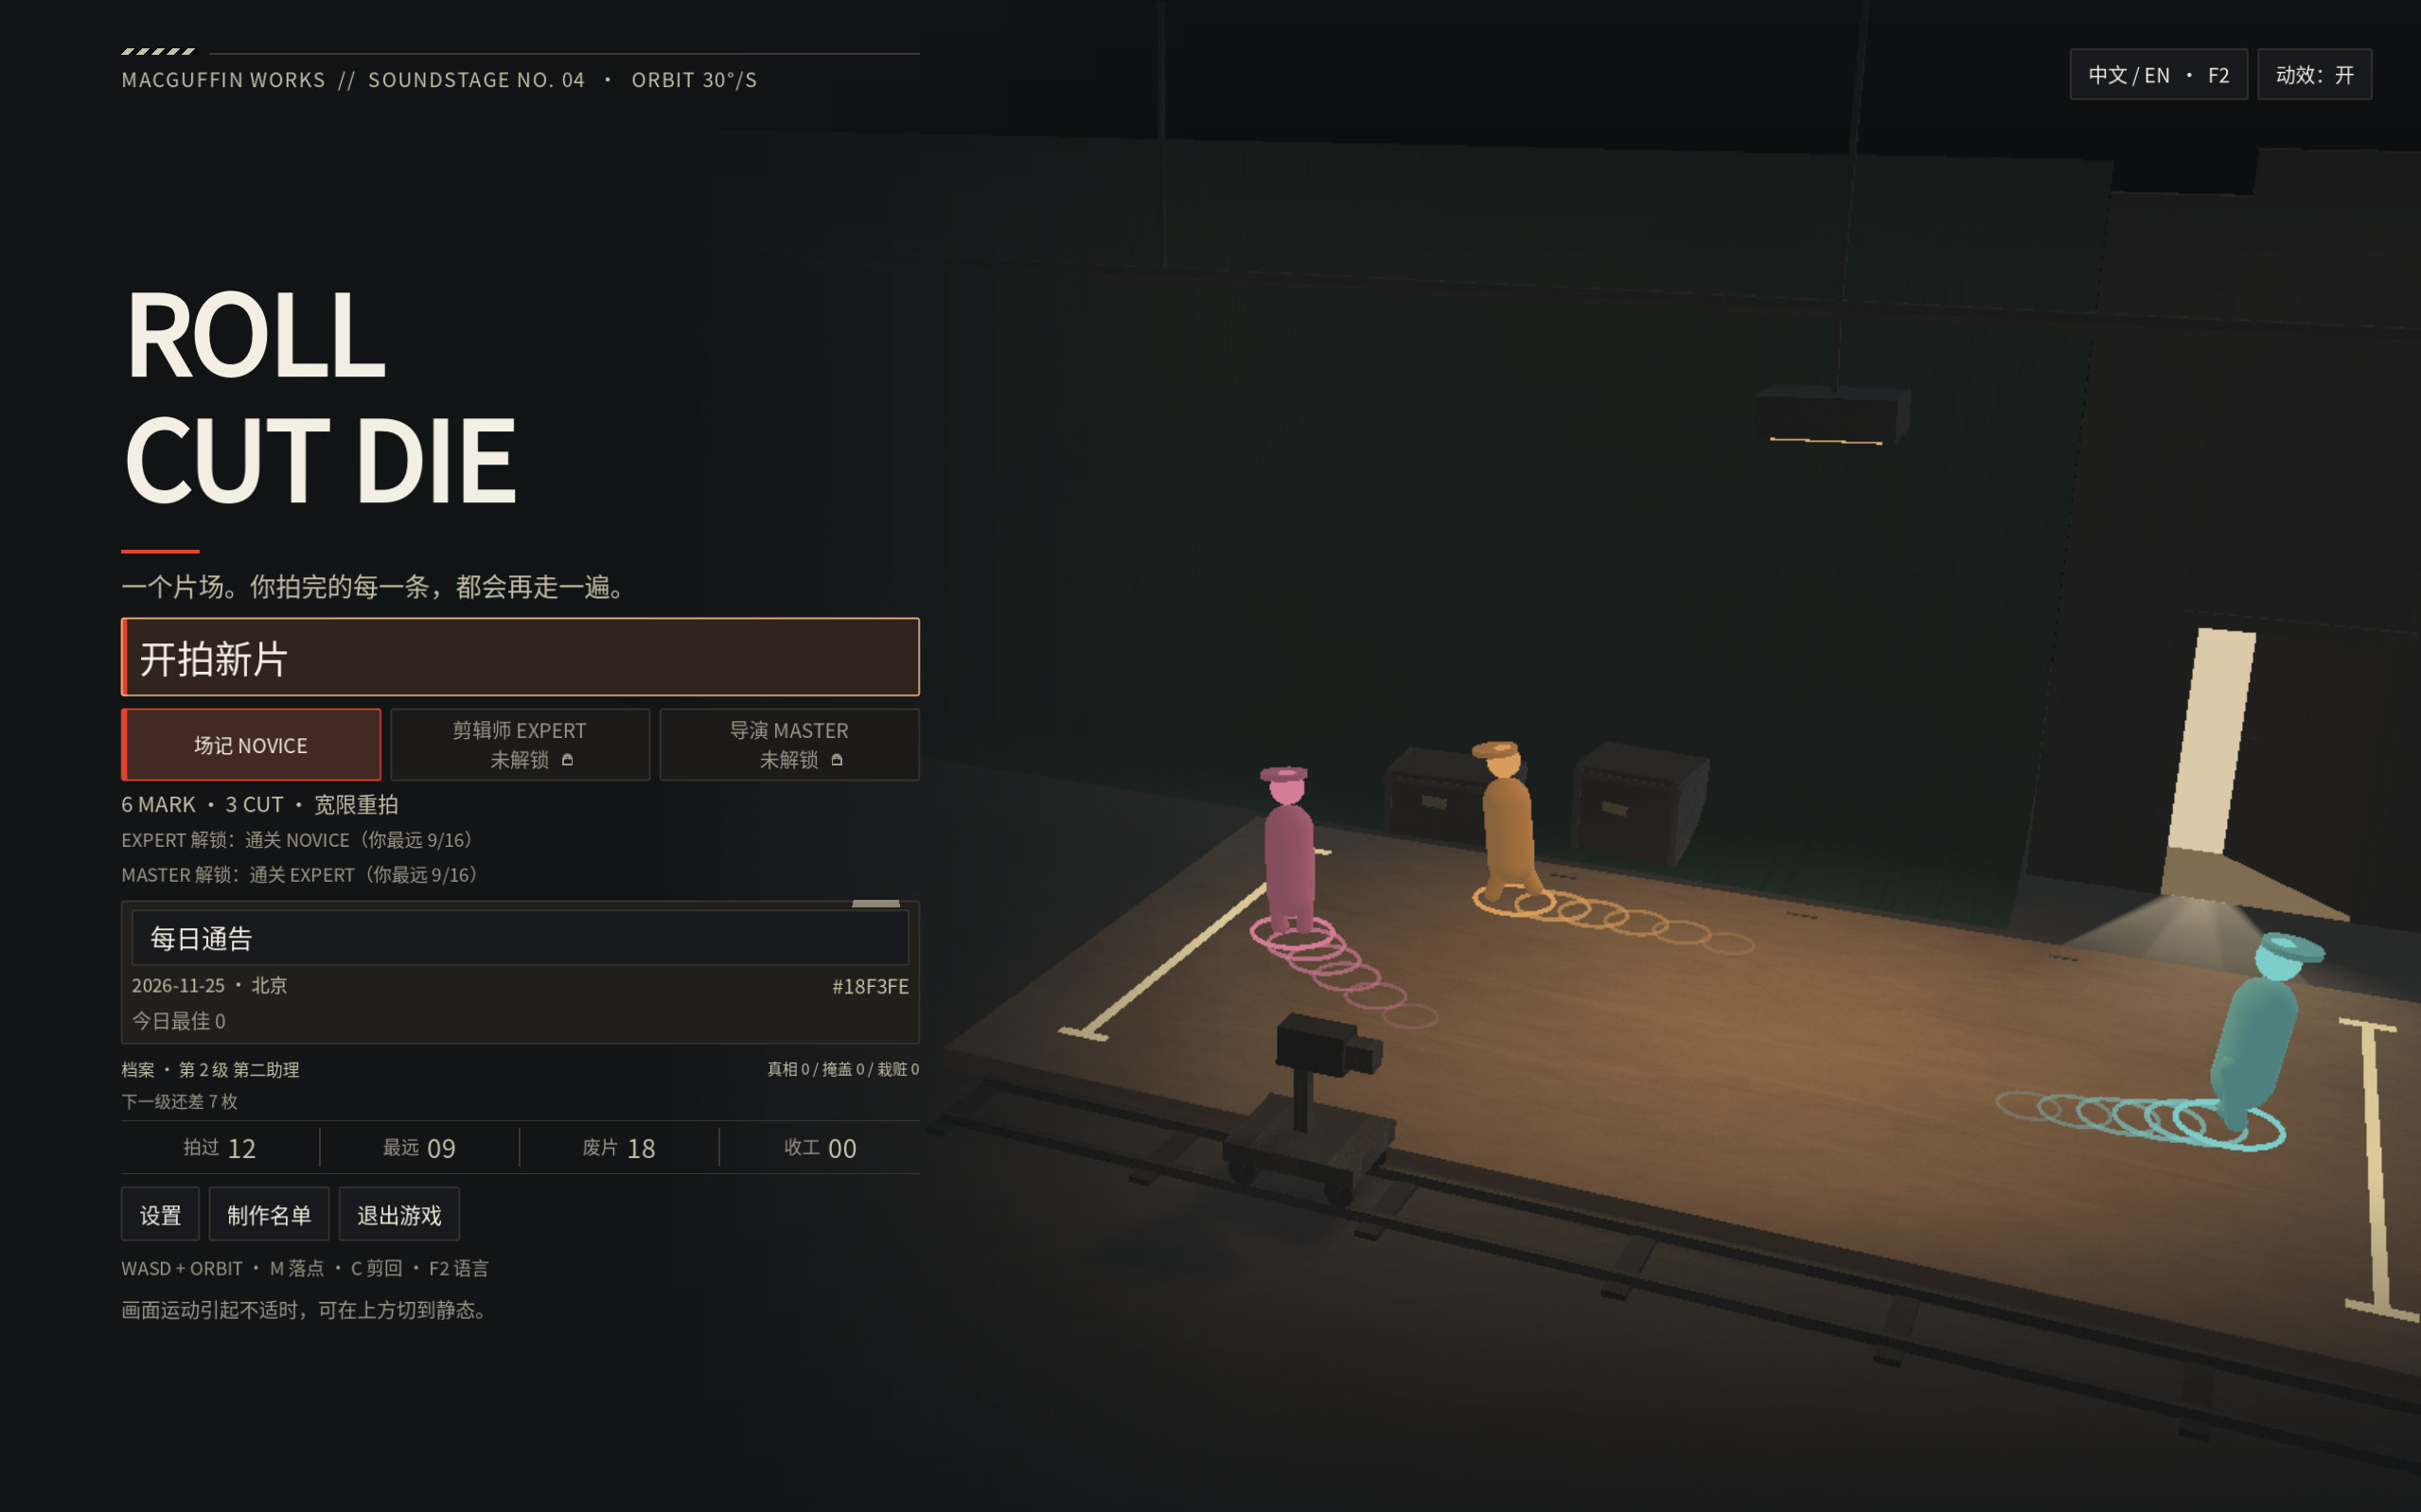 MACGUFFIN WORKS // SOUNDSTAGE NO. 04 • ORBIT 30°/S
中文 / EN • F2
动效：开
ROLL
CUT DIE
一个片场。你拍完的每一条，都会再走一遍。
开拍新片
场记 NOVICE
剪辑师 EXPERT
未解锁
导演 MASTER
未解锁
6 MARK • 3 CUT • 宽限重拍
EXPERT 解锁：通关 NOVICE（你最远 9/16）
MASTER 解锁：通关 EXPERT（你最远 9/16）
每日通告
2026-11-25 • 北京
#18F3FE
今日最佳 0
档案 • 第 2 级 第二助理
真相 0 / 掩盖 0 / 栽赃 0
下一级还差 7 枚
拍过 12
最远 09
废片 18
收工 00
设置
制作名单
退出游戏
WASD + ORBIT • M 落点 • C 剪回 • F2 语言
画面运动引起不适时，可在上方切到静态。